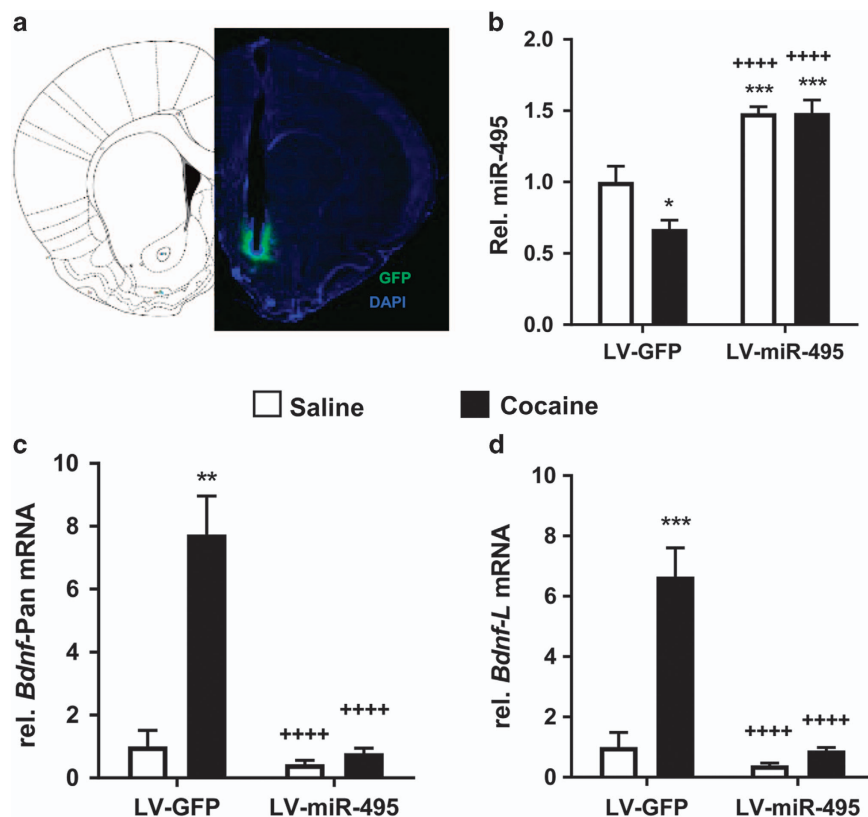 a
GFP
DAPI
b
Rel. miR-495
2.0
1.5
1.0
0.5
0.0
++++
***
++++
***
*
LV-GFP
LV-miR-495
Saline
Cocaine
c
rel. Bdnf-Pan mRNA
10
8
6
4
2
0
**
++++
++++
LV-GFP
LV-miR-495
d
rel. Bdnf-L mRNA
10
8
6
4
2
0
***
++++
++++
LV-GFP
LV-miR-495